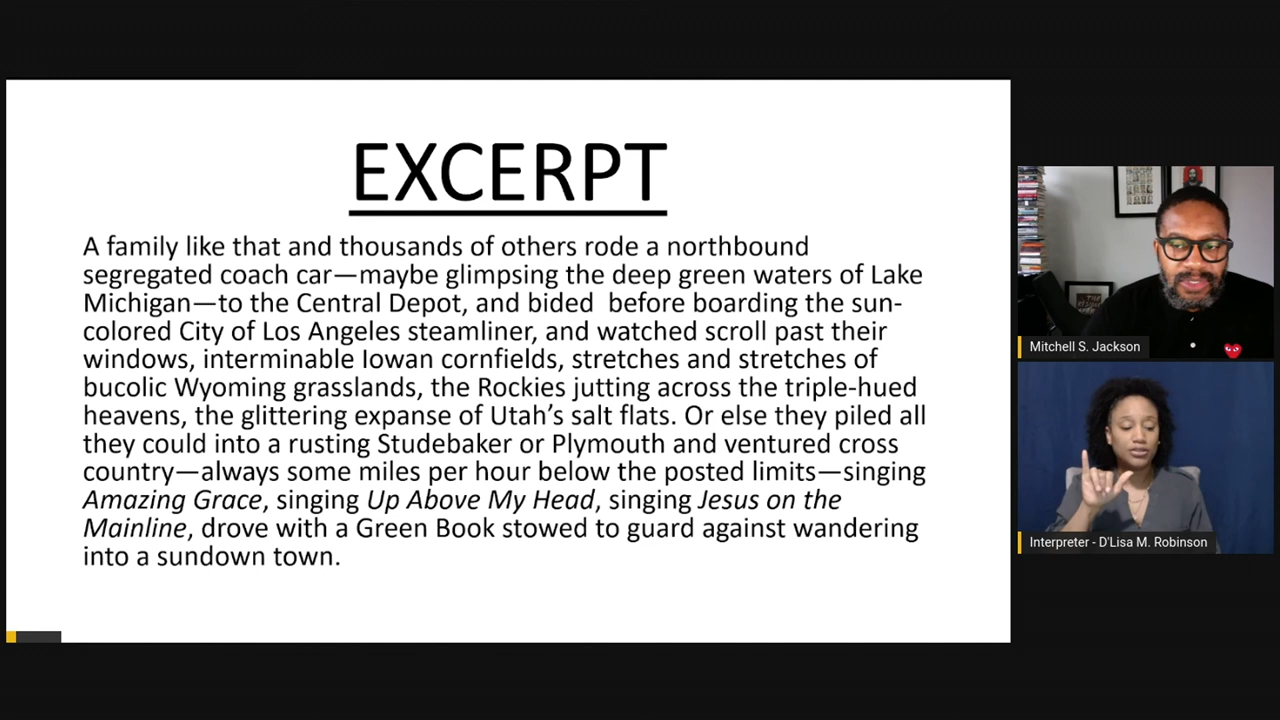 EXCERPT
A family like that and thousands of others rode a northbound
segregated coach car—maybe glimpsing the deep green waters of Lake
Michigan—to the Central Depot, and bided  before boarding the sun-
colored City of Los Angeles steamliner, and watched scroll past their
windows, interminable Iowan cornfields, stretches and stretches of
bucolic Wyoming grasslands, the Rockies jutting across the triple-hued
heavens, the glittering expanse of Utah’s salt flats. Or else they piled all
they could into a rusting Studebaker or Plymouth and ventured cross
country—always some miles per hour below the posted limits—singing
Amazing Grace, singing Up Above My Head, singing Jesus on the
Mainline, drove with a Green Book stowed to guard against wandering
into a sundown town.
Mitchell S. Jackson
Interpreter - D'Lisa M. Robinson